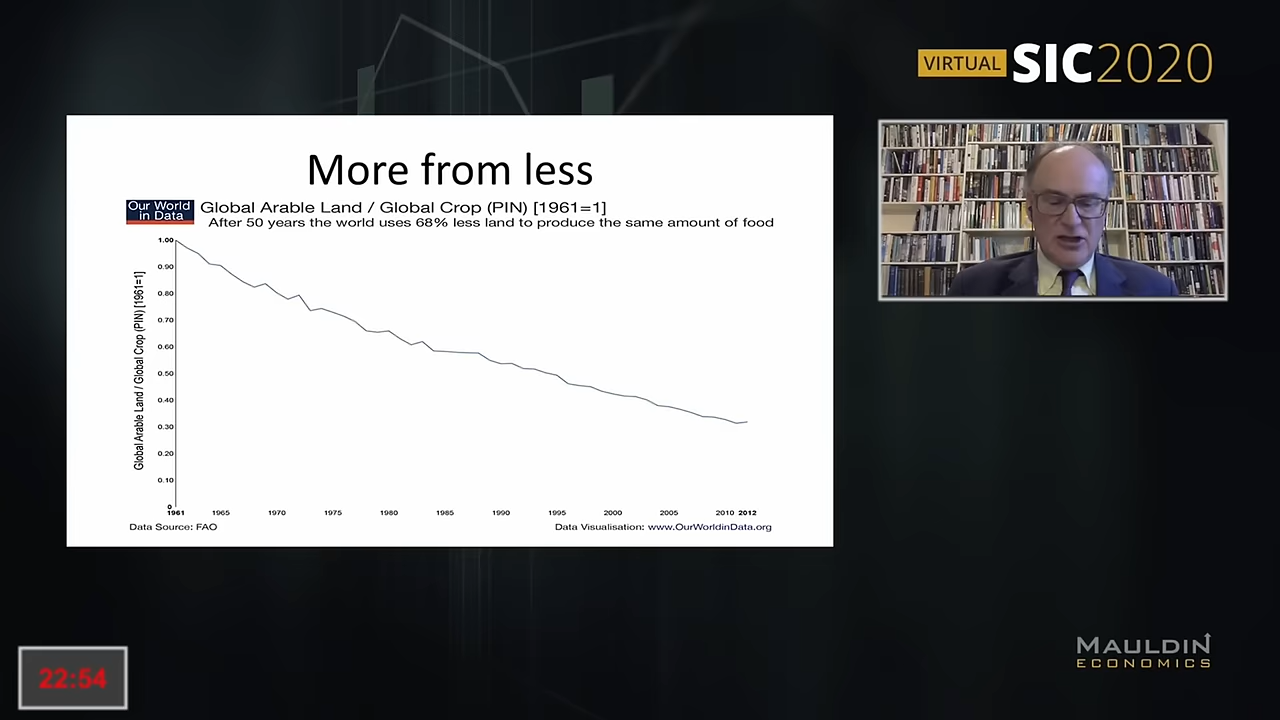 VIRTUAL SIC2020
More from less
Our World
in Data
Global Arable Land / Global Crop (PIN) [1961=1]
After 50 years the world uses 68% less land to produce the same amount of food
Global Arable Land / Global Crop (PIN) [1961=1]
1.00
0.90
0.80
0.70
0.60
0.50
0.40
0.30
0.20
0.10
0
1961 1965 1970 1975 1980 1985 1990 1995 2000 2005 2010 2012
Data Source: FAO
Data Visualisation: www.OurWorldinData.org
22:54
MAULDIN
ECONOMICS